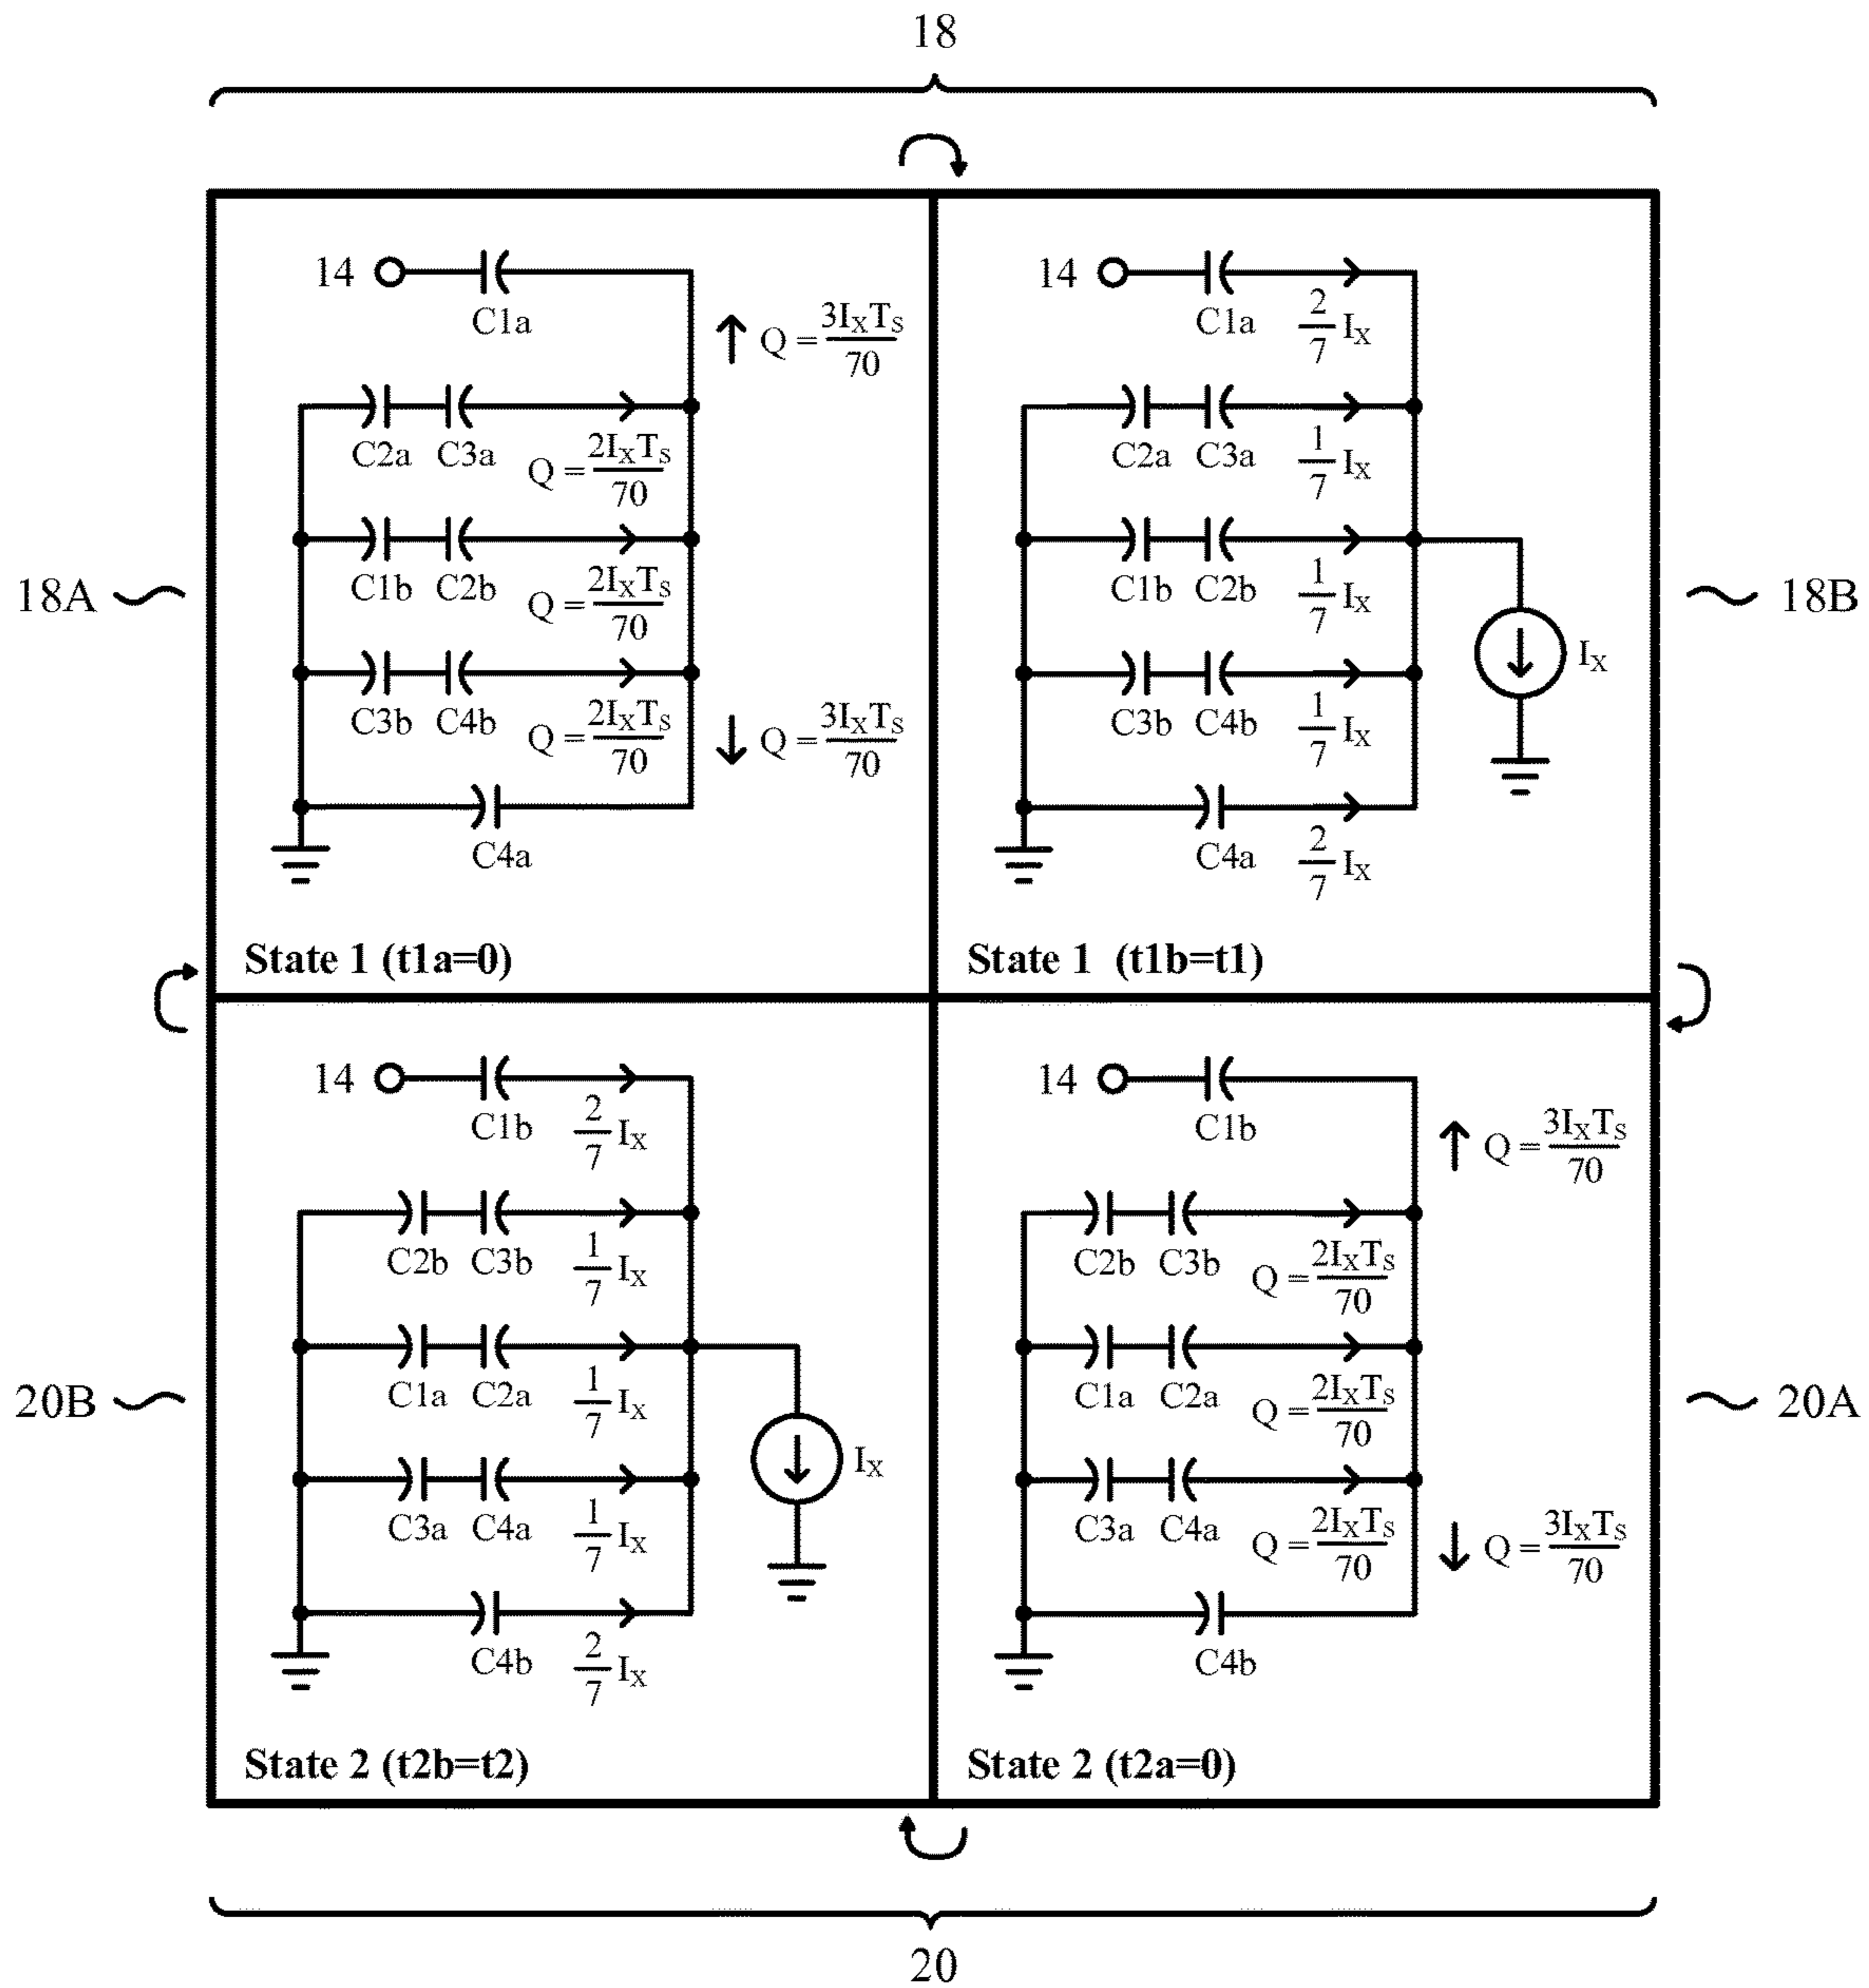 18
14
C1a
↑ Q = 3IXTS/70
C2a C3a
Q = 2IXTS/70
C1b C2b
Q = 2IXTS/70
C3b C4b
Q = 2IXTS/70
↓ Q = 3IXTS/70
C4a
State 1 (t1a=0)
18A
14
C1a 2/7 IX
C2a C3a 1/7 IX
C1b C2b 1/7 IX
IX
C3b C4b 1/7 IX
C4a 2/7 IX
State 1 (t1b=t1)
18B
14
C1b 2/7 IX
C2b C3b 1/7 IX
C1a C2a 1/7 IX
IX
C3a C4a 1/7 IX
C4b 2/7 IX
State 2 (t2b=t2)
20B
14
C1b
↑ Q = 3IXTS/70
C2b C3b
Q = 2IXTS/70
C1a C2a
Q = 2IXTS/70
C3a C4a
Q = 2IXTS/70
↓ Q = 3IXTS/70
C4b
State 2 (t2a=0)
20A
20